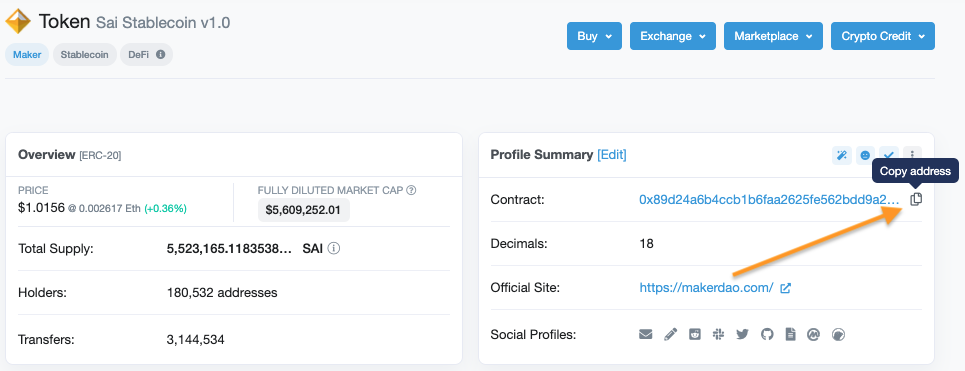 Token Sai Stablecoin v1.0
Maker Stablecoin DeFi
Buy Exchange Marketplace Crypto Credit
Overview [ERC-20]
PRICE
$1.0156 @ 0.002617 Eth (+0.36%)
FULLY DILUTED MARKET CAP
$5,609,252.01
Total Supply: 5,523,165.1183538... SAI
Holders: 180,532 addresses
Transfers: 3,144,534
Profile Summary [Edit]
Copy address
Contract: 0x89d24a6b4ccb1b6faa2625fe562bdd9a2...
Decimals: 18
Official Site: https://makerdao.com/
Social Profiles: